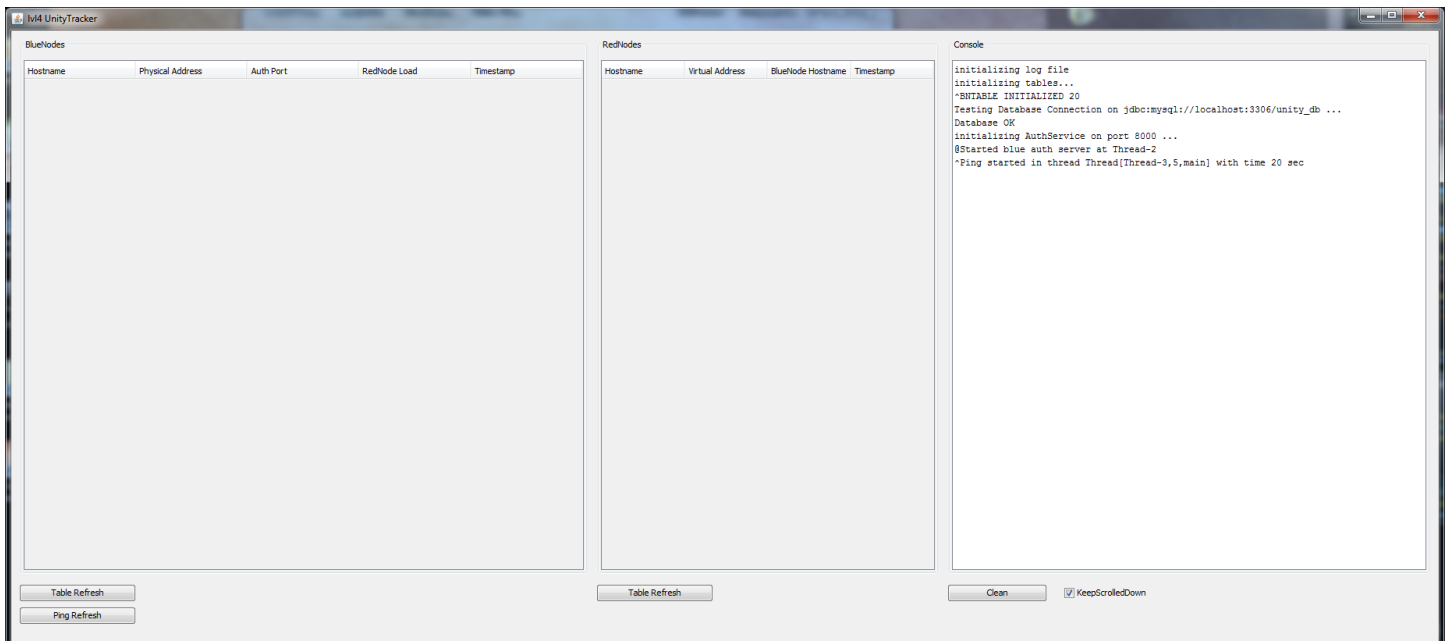 lvl4 UnityTracker
BlueNodes
Hostname Physical Address Auth Port RedNode Load Timestamp
Table Refresh
Ping Refresh
RedNodes
Hostname Virtual Address BlueNode Hostname Timestamp
Table Refresh
Console
initializing log file
initializing tables...
^BNTABLE INITIALIZED 20
Testing Database Connection on jdbc:mysql://localhost:3306/unity_db ...
Database OK
initializing AuthService on port 8000 ...
@Started blue auth server at Thread-2
^Ping started in thread Thread[Thread-3,5,main] with time 20 sec
Clean KeepScrolledDown